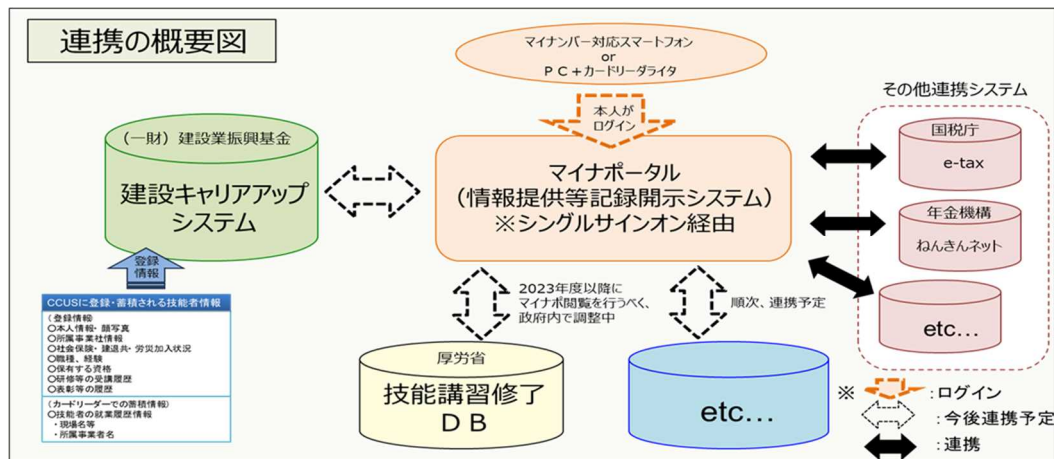 連携の概要図
マイナンバー対応スマートフォン
or
PC+カードリーダライタ
本人が
ログイン
その他連携システム
(一財)建設業振興基金
建設キャリアアップ
システム
マイナポータル
(情報提供等記録開示システム)
※シングルサインオン経由
国税庁
e-tax
年金機構
ねんきんネット
etc…
登録
情報
CCUSに登録・蓄積される技能者情報
(登録情報)
〇本人情報・顔写真
〇所属事業社情報
〇社会保険・建退共・労災加入状況
〇職種、経験
〇保有する資格
〇研修等の受講履歴
〇表彰等の履歴
(カードリーダーでの蓄積情報)
〇技能者の就業履歴情報
・現場名等
・所属事業者名
2023年度以降に
マイナポ閲覧を行うべく、
政府内で調整中
順次、連携予定
厚労省
技能講習修了
DB
etc…
※ :ログイン
:今後連携予定
:連携